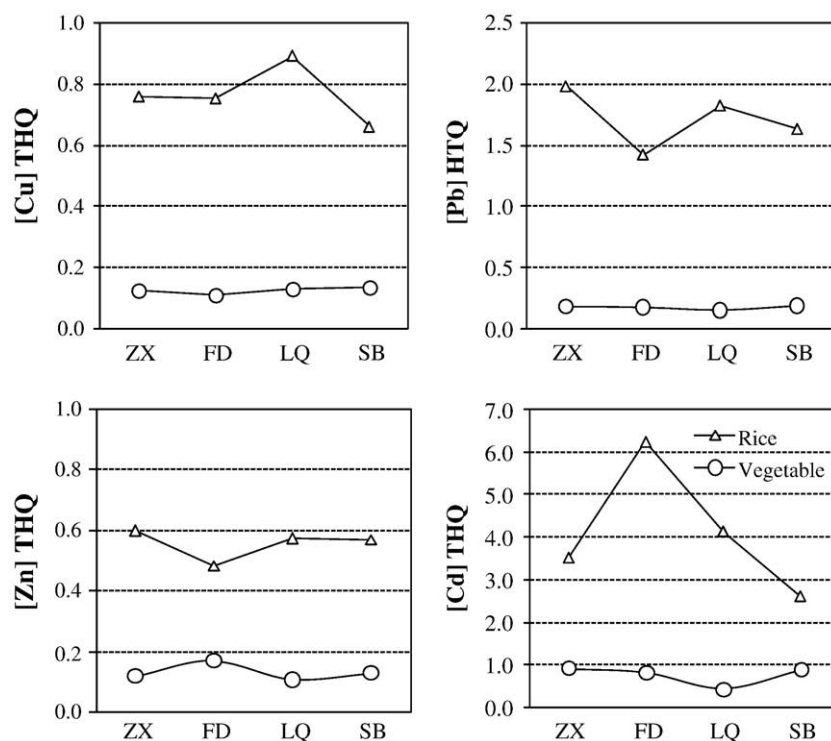 [Cu] THQ
1.0
0.8
0.6
0.4
0.2
0.0
ZX FD LQ SB
[Pb] HTQ
2.5
2.0
1.5
1.0
0.5
0.0
ZX FD LQ SB
[Zn] THQ
1.0
0.8
0.6
0.4
0.2
0.0
ZX FD LQ SB
[Cd] THQ
7.0
6.0
5.0
4.0
3.0
2.0
1.0
0.0
Rice
Vegetable
ZX FD LQ SB